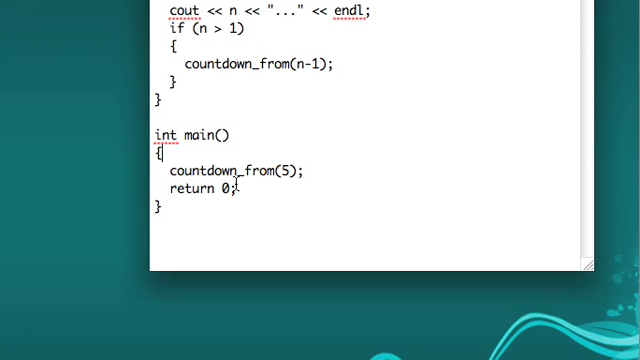 cout << n << "..." << endl;
if (n > 1)
{
countdown_from(n-1);
}
}
int main()
{
countdown_from(5);
return 0;
}